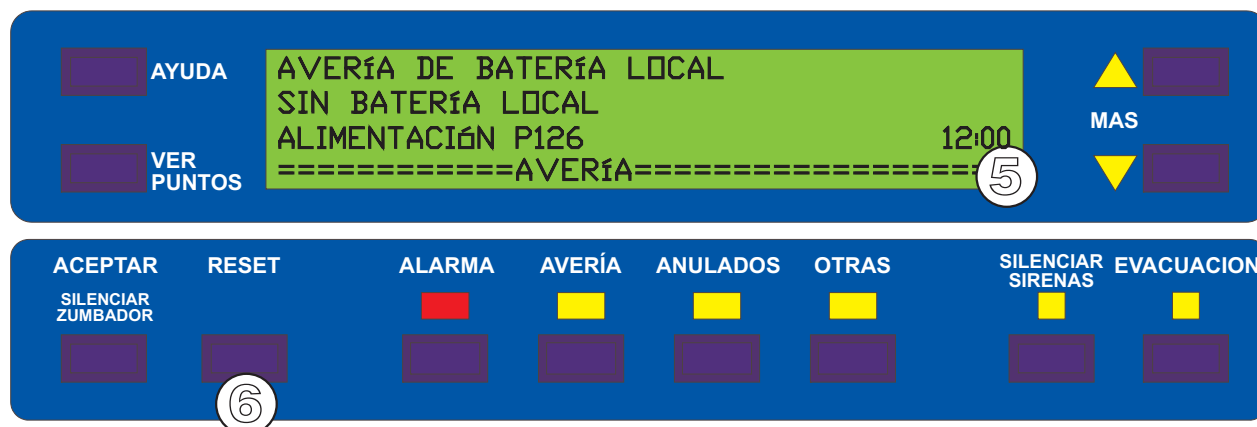 AYUDA
VER
PUNTOS
AVERíA DE BATERíA LOCAL
SIN BATERíA LOCAL
ALIMENTACIóN P126 12:00
============AVERíA==================
5
MAS
ACEPTAR
SILENCIAR
ZUMBADOR
RESET
6
ALARMA
AVERÍA
ANULADOS
OTRAS
SILENCIAR
SIRENAS
EVACUACION